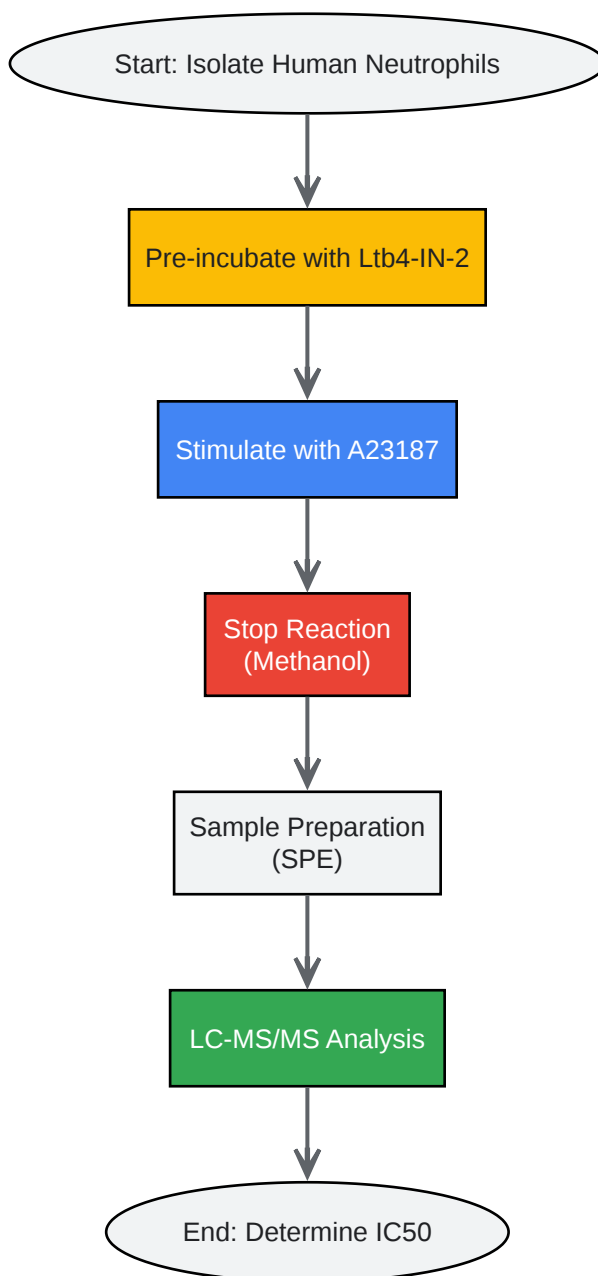 Start: Isolate Human Neutrophils
Pre-incubate with Ltb4-IN-2
Stimulate with A23187
Stop Reaction
(Methanol)
Sample Preparation
(SPE)
LC-MS/MS Analysis
End: Determine IC50